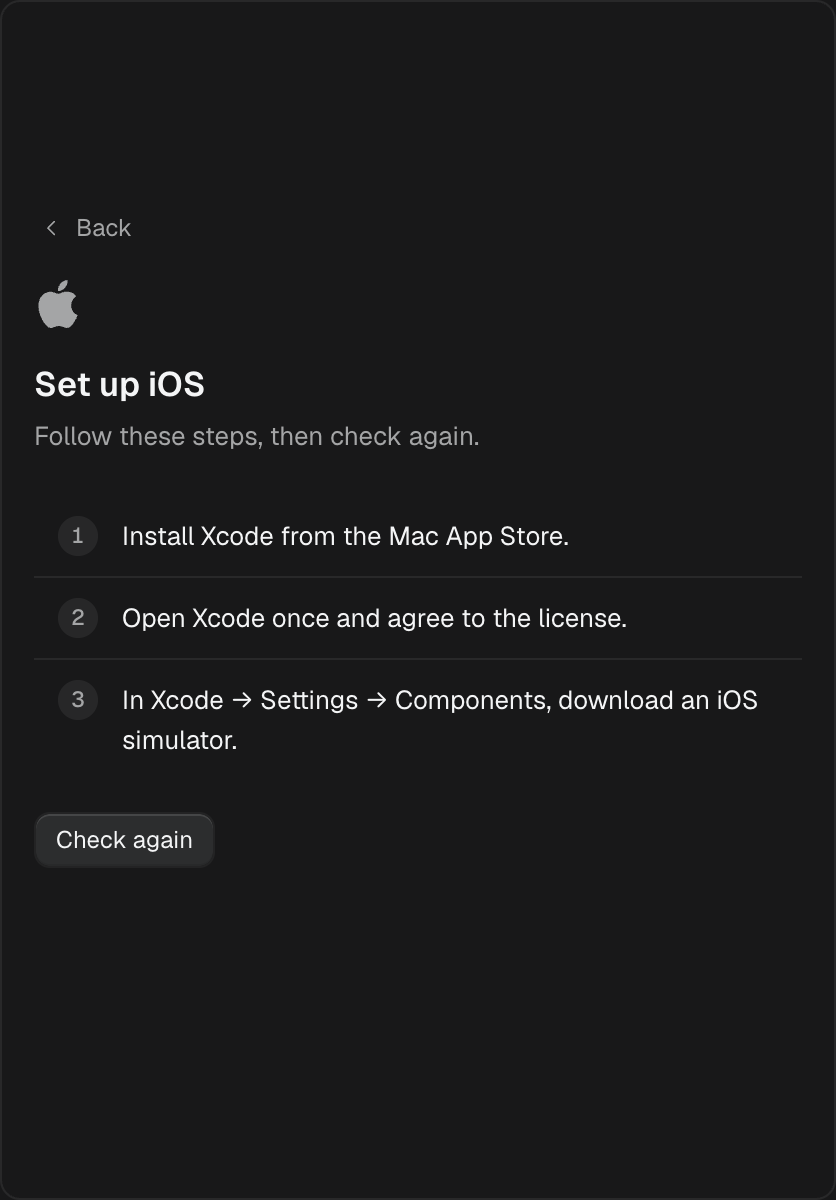 Back
Set up iOS
Follow these steps, then check again.
1 Install Xcode from the Mac App Store.
2 Open Xcode once and agree to the license.
3 In Xcode → Settings → Components, download an iOS
simulator.
Check again